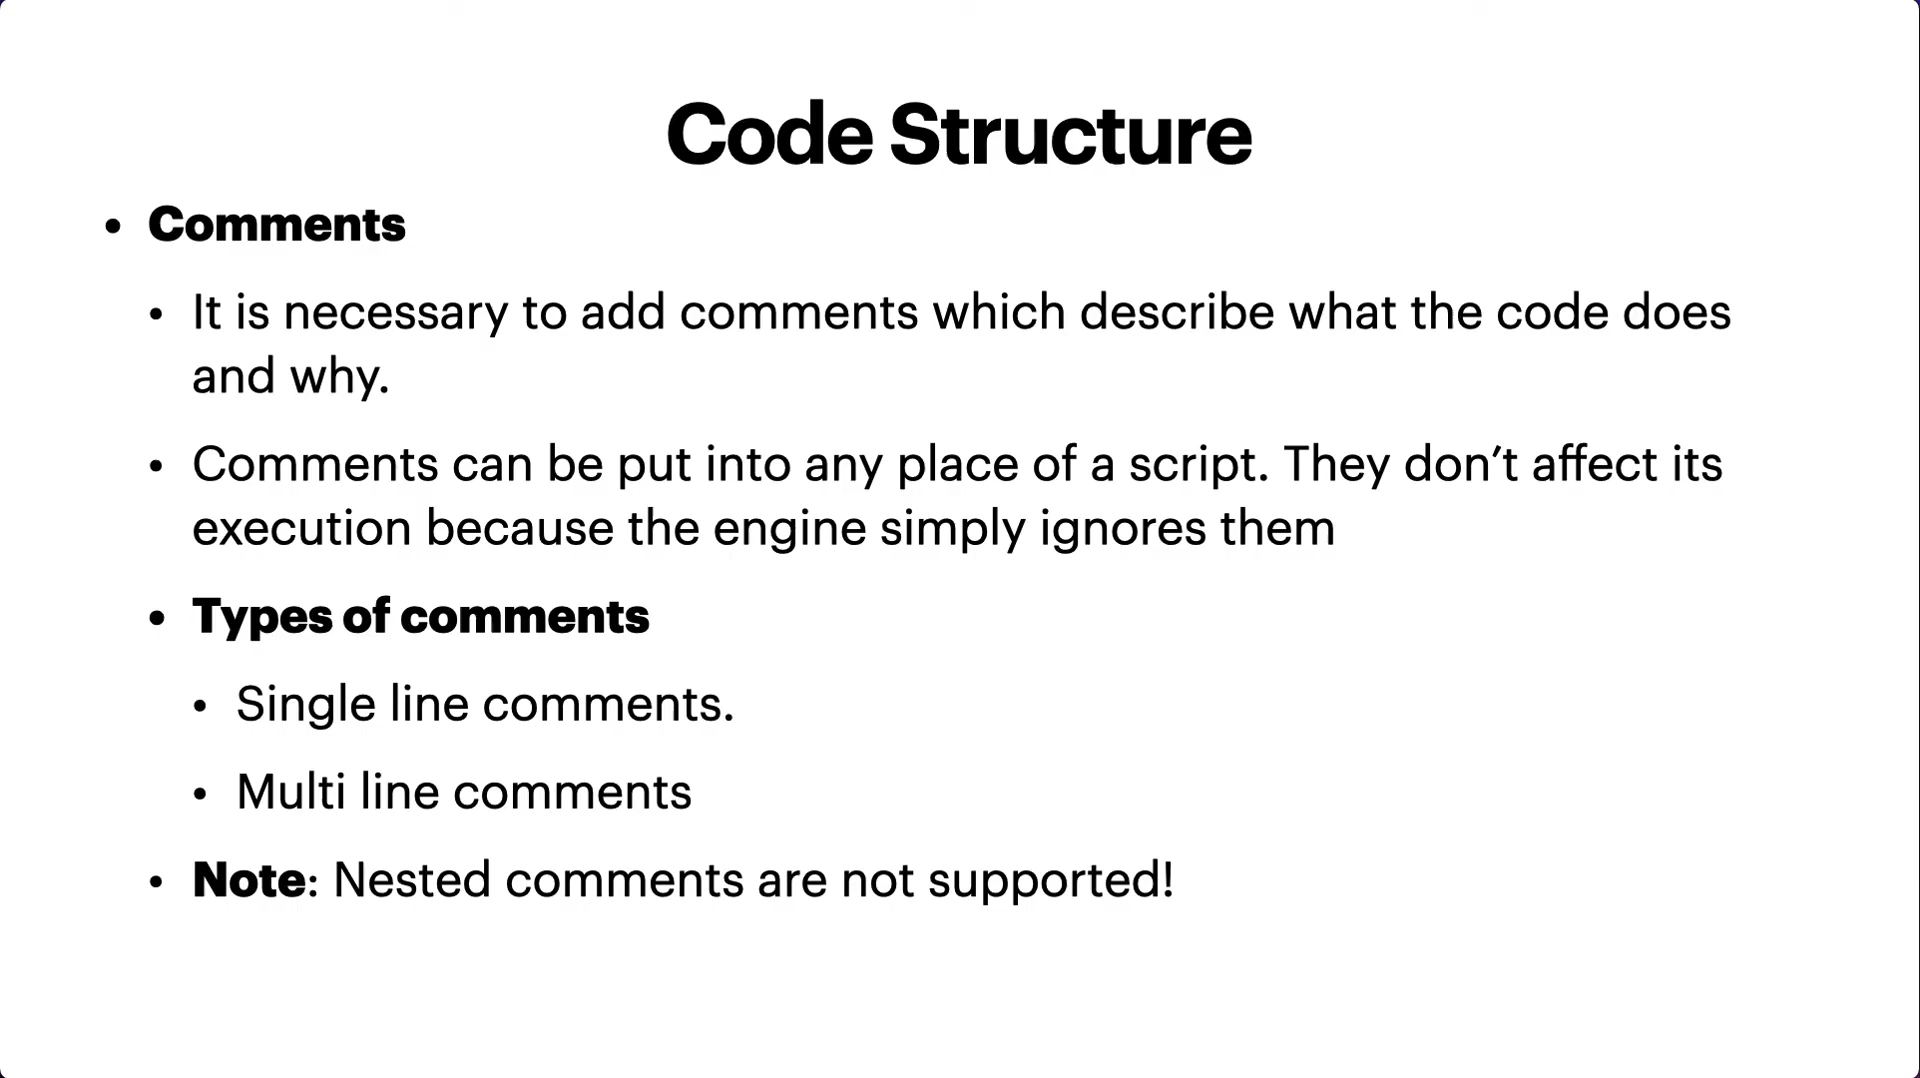 Code Structure
• Comments
• It is necessary to add comments which describe what the code does
and why.
• Comments can be put into any place of a script. They don’t affect its
execution because the engine simply ignores them
• Types of comments
• Single line comments.
• Multi line comments
• Note: Nested comments are not supported!